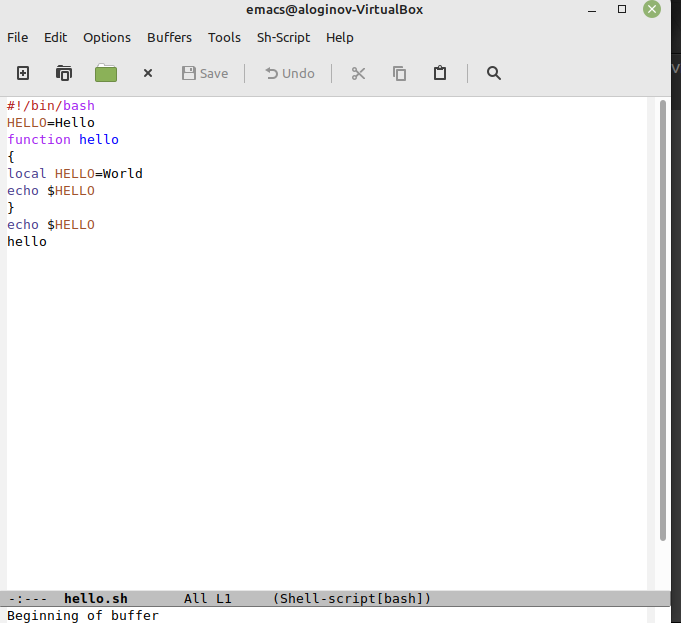 emacs@aloginov-VirtualBox
File Edit Options Buffers Tools Sh-Script Help
Save Undo
#!/bin/bash
HELLO=Hello
function hello
{
local HELLO=World
echo $HELLO
}
echo $HELLO
hello
-:--- hello.sh All L1 (Shell-script[bash])
Beginning of buffer